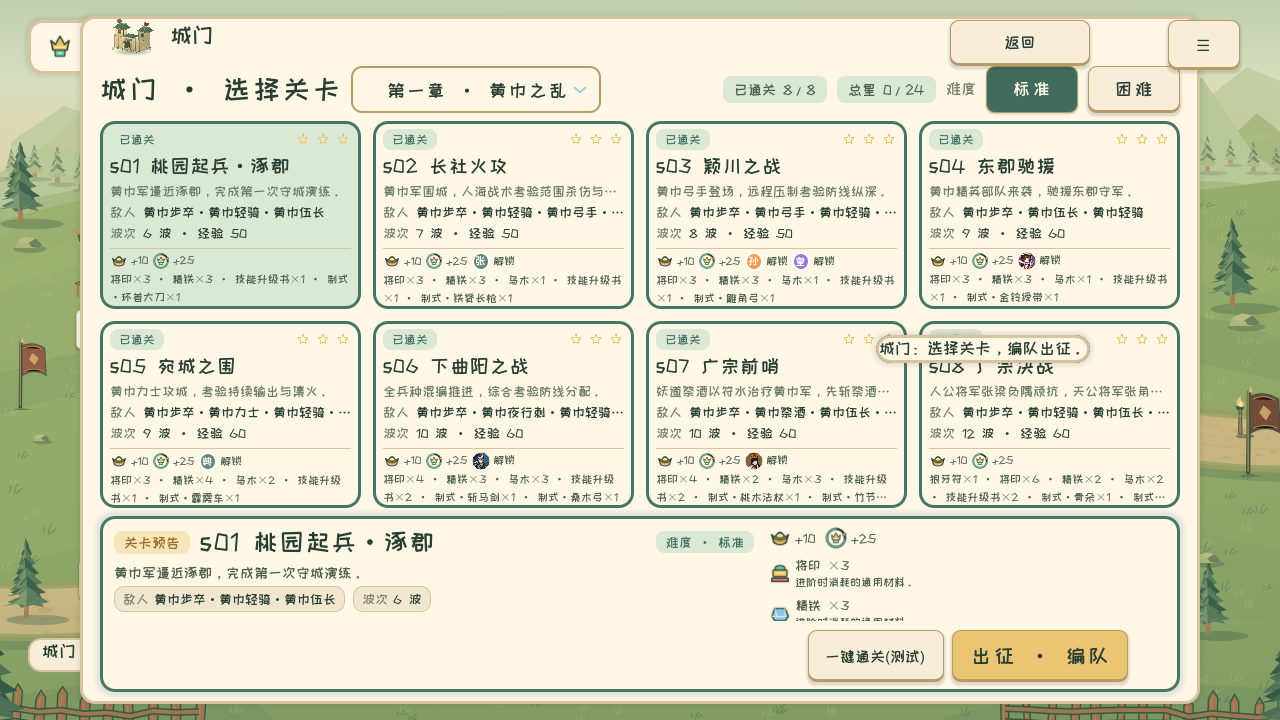 城门
返回
☰
城门 · 选择关卡
第一章 · 黄巾之乱
已通关 8/8
总星 0/24
难度
标准
困难
已通关
☆ ☆ ☆
s01 桃园起兵·涿郡
黄巾军逼近涿郡，完成第一次守城演练。
敌人 黄巾步卒·黄巾轻骑·黄巾伍长
波次 6 波 · 经验 50
+10 +25
将印×3 · 精铁×3 · 乌木×1 · 技能升级书×1 · 制式
·环首大刀×1
已通关
☆ ☆ ☆
s02 长社火攻
黄巾军围城，人海战术考验范围杀伤与…
敌人 黄巾步卒·黄巾轻骑·黄巾弓手·…
波次 7 波 · 经验 50
+10 +25 张 解锁
将印×3 · 精铁×3 · 乌木×1 · 技能升级书
×1 · 制式·铁臂长枪×1
已通关
☆ ☆ ☆
s03 颖川之战
黄巾弓手登场，远程压制考验防线纵深。
敌人 黄巾步卒·黄巾弓手·黄巾轻骑·…
波次 8 波 · 经验 50
+10 +25 孙 解锁 解锁
将印×3 · 精铁×3 · 乌木×1 · 技能升级书
×1 · 制式·雕角弓×1
已通关
☆ ☆ ☆
s04 东郡驰援
黄巾精英部队来袭，驰援东郡守军。
敌人 黄巾步卒·黄巾伍长·黄巾轻骑
波次 9 波 · 经验 60
+10 +25 解锁
将印×3 · 精铁×3 · 乌木×1 · 技能升级书
×1 · 制式·金铃绶带×1
已通关
☆ ☆ ☆
s05 宛城之围
黄巾力士攻城，考验持续输出与集火。
敌人 黄巾步卒·黄巾力士·黄巾轻骑·…
波次 9 波 · 经验 60
+10 +25 解锁
将印×3 · 精铁×4 · 乌木×2 · 技能升级
书×1 · 制式·霹雳车×1
已通关
☆ ☆ ☆
s06 下曲阳之战
全兵种混编推进，综合考验防线分配。
敌人 黄巾步卒·黄巾夜行刺·黄巾轻骑…
波次 10 波 · 经验 60
+10 +25 解锁
将印×4 · 精铁×3 · 乌木×2 · 技能升级
书×2 · 制式·斩马剑×1 · 制式·桑木弓×1
已通关
☆ ☆
s07 广宗前哨
妖道祭酒以符水治疗黄巾军，先斩祭酒…
敌人 黄巾步卒·黄巾祭酒·黄巾伍长·…
波次 10 波 · 经验 60
+10 +25 解锁
将印×4 · 精铁×2 · 乌木×3 · 技能升级
书×2 · 制式·桃木法杖×1 · 制式·竹节…
城门：选择关卡，编队出征。
☆ ☆ ☆
s08 广宗决战
人公将军张梁负隅顽抗，天公将军张角…
敌人 黄巾步卒·黄巾轻骑·黄巾伍长·…
波次 12 波 · 经验 60
+10 +25
狼牙符×1 · 将印×6 · 精铁×2 · 乌木×2
· 技能升级书×2 · 制式·骨朵×1 · 制式…
关卡预告
s01 桃园起兵·涿郡
黄巾军逼近涿郡，完成第一次守城演练。
敌人 黄巾步卒·黄巾轻骑·黄巾伍长
波次 6 波
难度 · 标准
+10 +25
将印 ×3
进阶时消耗的通用材料。
精铁 ×3
进阶时消耗的通用材料。
一键通关(测试)
出征 · 编队
城门